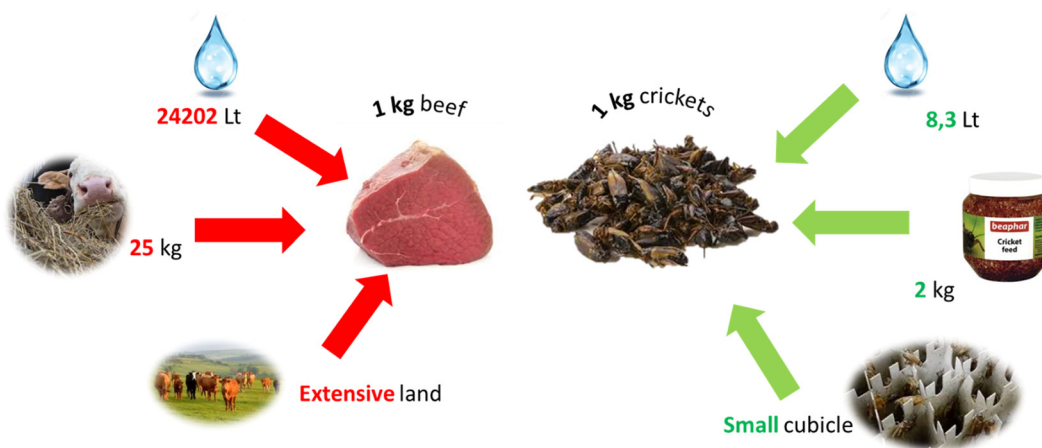 24202 Lt
1 kg beef
1 kg crickets
8,3 Lt
25 kg
beaphar
Cricket
feed
2 kg
Extensive land
Small cubicle